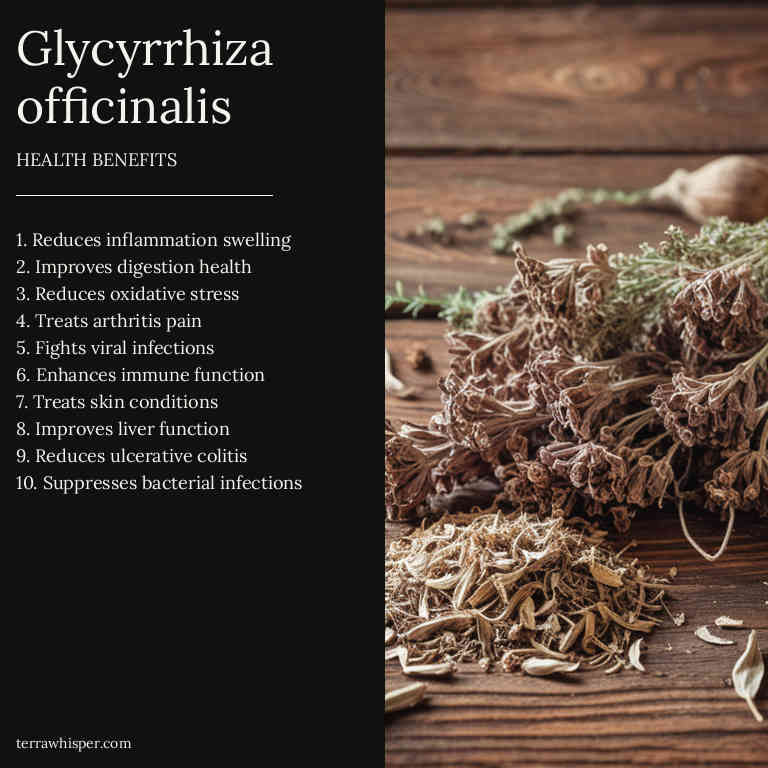 Glycyrrhiza
officinalis
HEALTH BENEFITS
1. Reduces inflammation swelling
2. Improves digestion health
3. Reduces oxidative stress
4. Treats arthritis pain
5. Fights viral infections
6. Enhances immune function
7. Treats skin conditions
8. Improves liver function
9. Reduces ulcerative colitis
10. Suppresses bacterial infections
terrawhisper.com